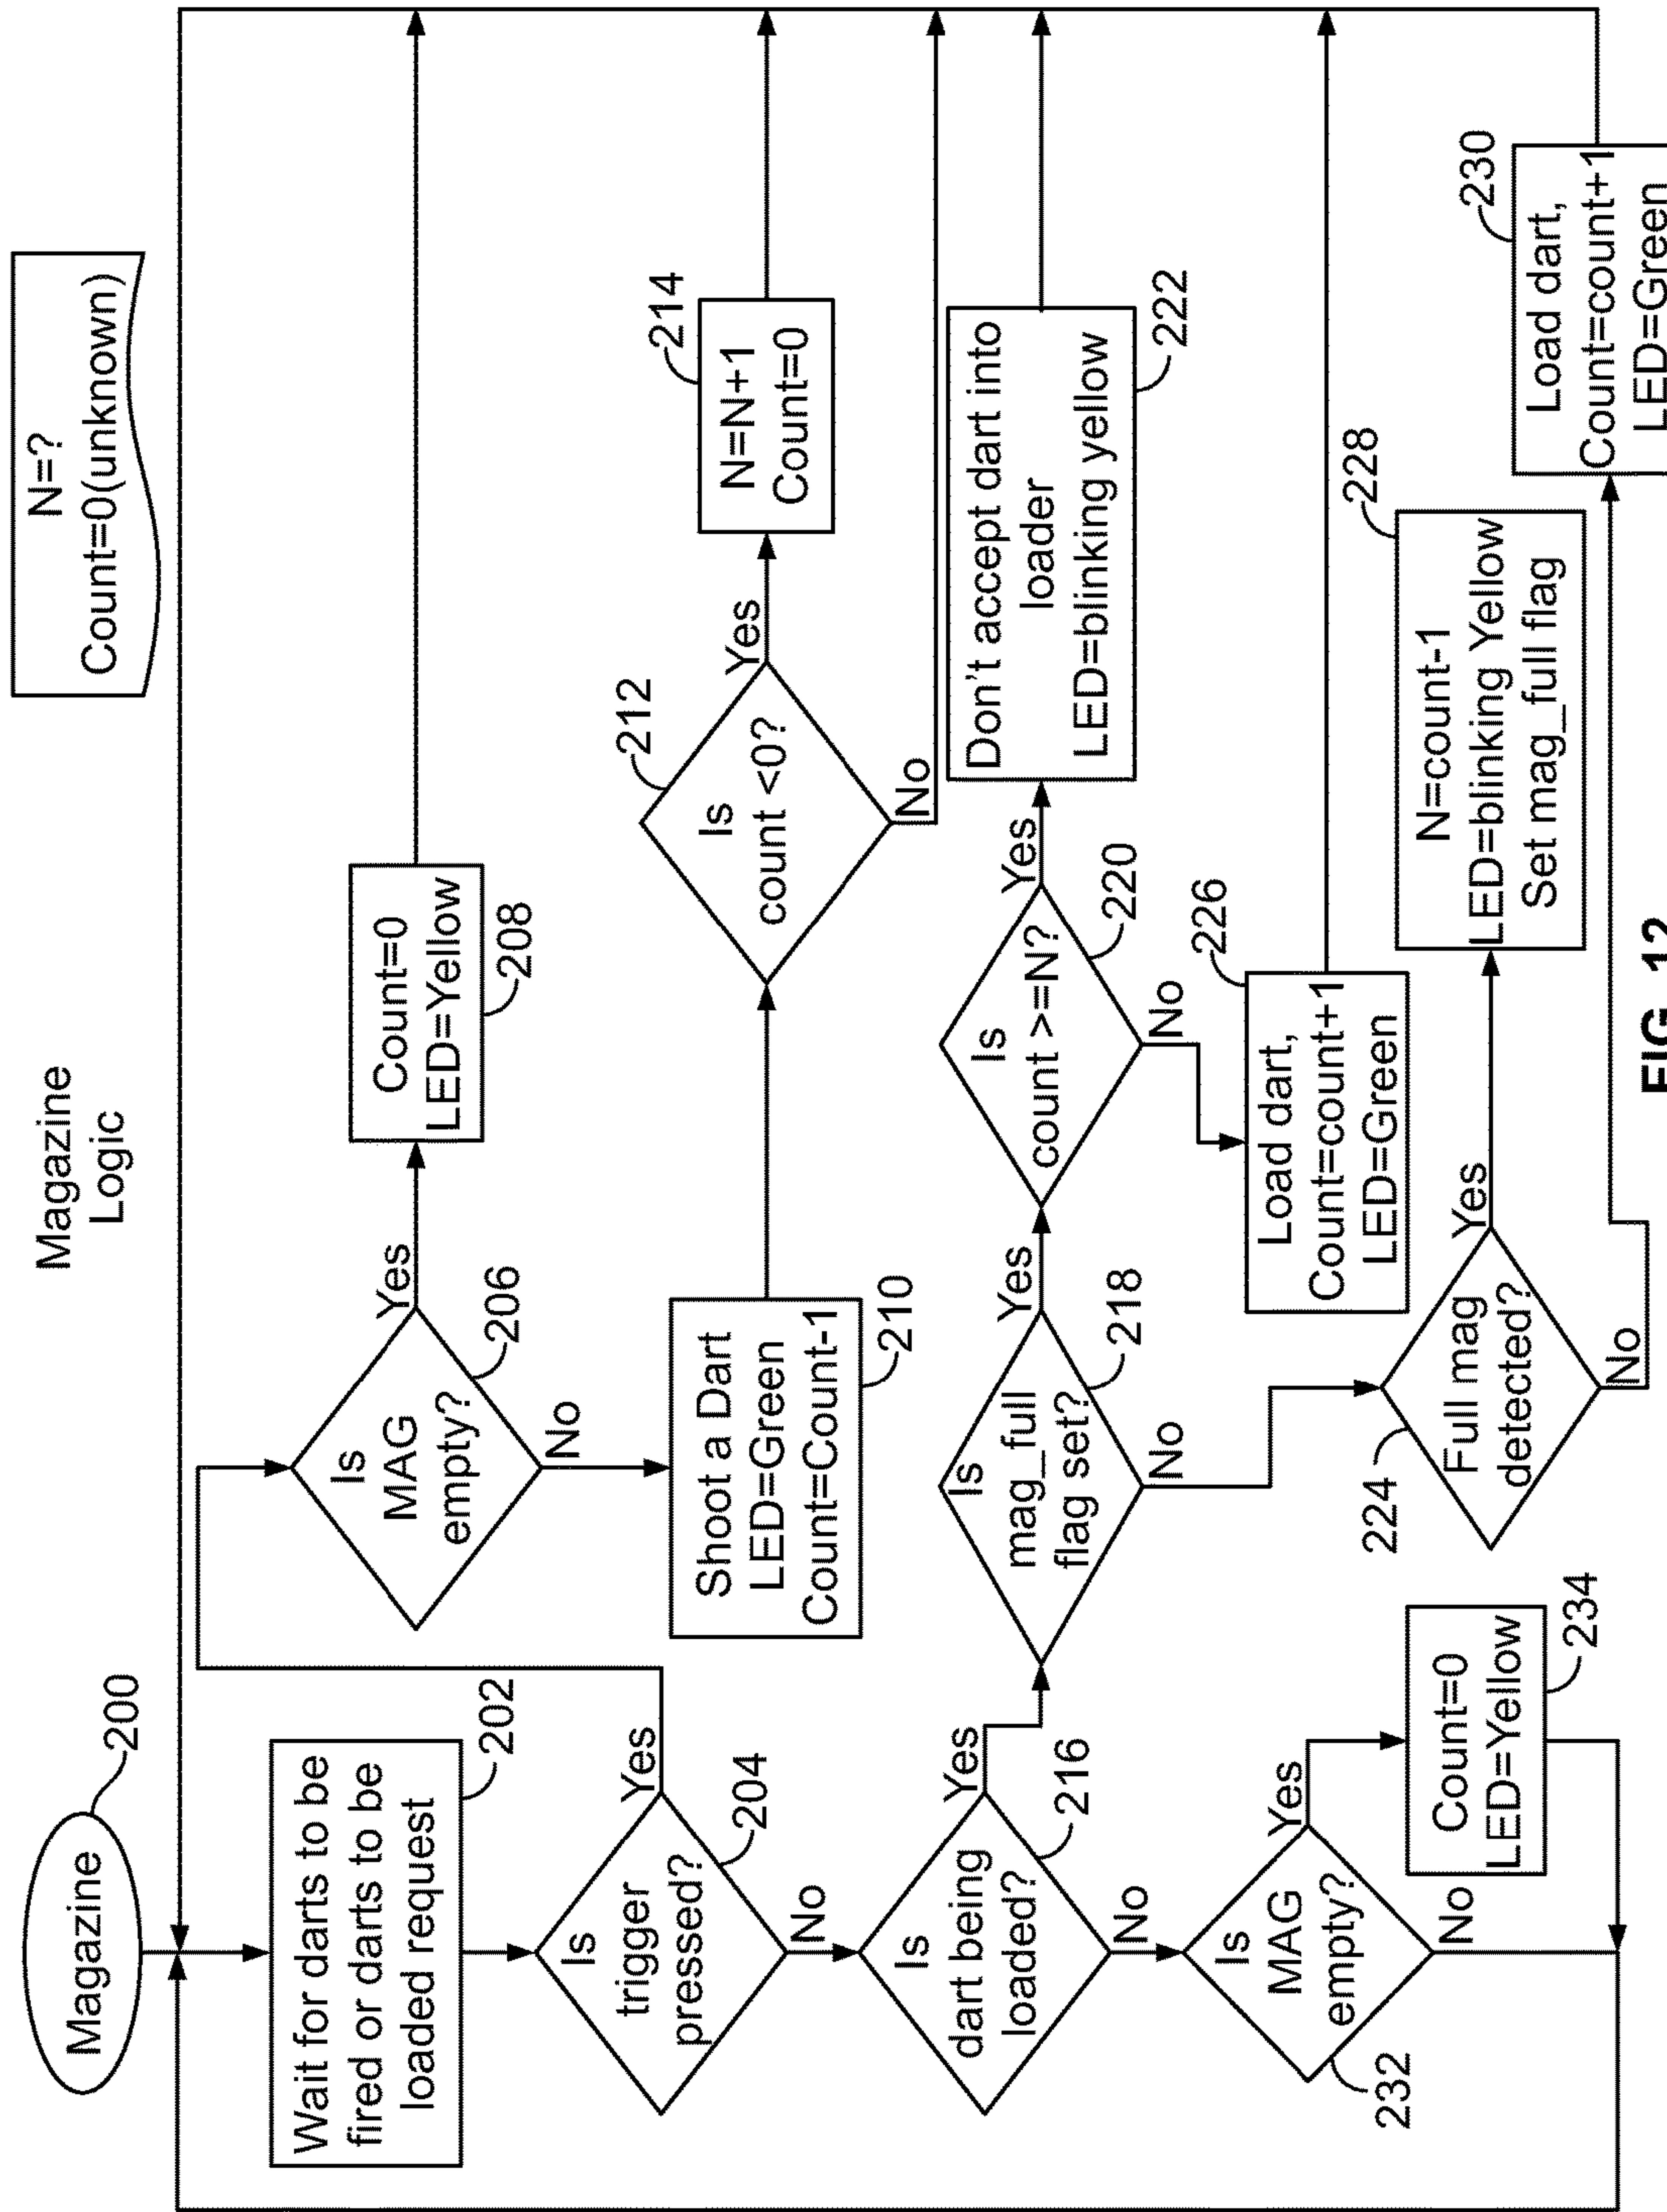 Magazine
Logic
N=?
Count=0(unknown)
Magazine
200
Wait for darts to be
fired or darts to be
loaded request
202
Is
trigger
pressed?
204
Yes
No
Is
MAG
empty?
206
Yes
No
Count=0
LED=Yellow
208
Shoot a Dart
LED=Green
Count=Count-1
210
Is
count <0?
212
Yes
No
N=N+1
Count=0
214
Is
dart being
loaded?
216
Yes
No
Is
mag_full
flag set?
218
Yes
No
Is
count >=N?
220
Yes
No
Don't accept dart into
loader
LED=blinking yellow
222
Load dart,
Count=count+1
LED=Green
226
Full mag
detected?
224
Yes
No
N=count-1
LED=blinking Yellow
Set mag_full flag
228
Load dart,
Count=count+1
LED=Green
230
Is
MAG
empty?
232
Yes
No
Count=0
LED=Yellow
234
FIG. 12